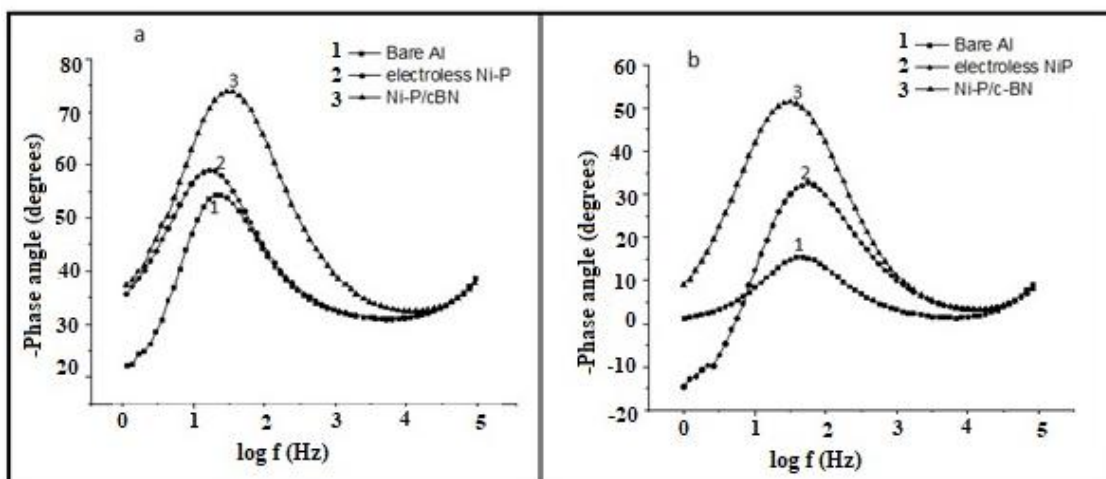 a
1 Bare Al
2 electroless Ni-P
3 Ni-P/cBN
80
70
60
50
40
30
20
3
2
1
0 1 2 3 4 5
-Phase angle (degrees)
log f (Hz)
b
1 Bare Al
2 electroless NiP
3 Ni-P/c-BN
60
50
40
30
20
10
0
-10
-20
3
2
1
0 1 2 3 4 5
-Phase angle (degrees)
log f (Hz)